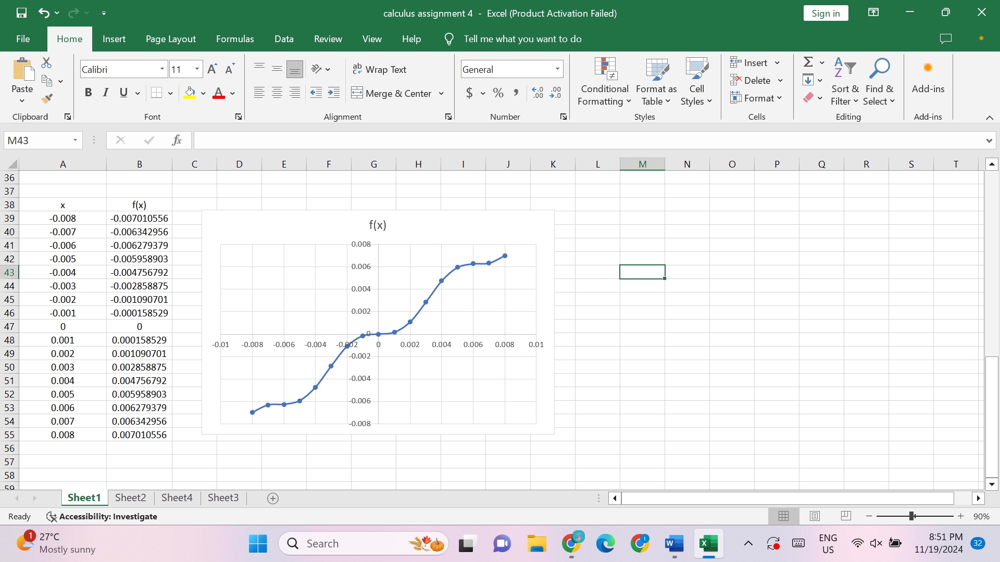 calculus assignment 4 - Excel (Product Activation Failed)
Sign in
File Home Insert Page Layout Formulas Data Review View Help Tell me what you want to do
Calibri 11 ab Wrap Text General Insert
Paste B I U A Merge & Center $ % Conditional Formatting Format as Table Cell Styles Delete Sort & Filter Find & Select Add-ins
Format
Clipboard Font Alignment Number Styles Cells Editing Add-ins
M43 fx
A B C D E F G H I J K L M N O P Q R S T
36
37
38 x f(x)
39 -0.008 -0.007010556
40 -0.007 -0.006342956
41 -0.006 -0.006279379
42 -0.005 -0.005958903
43 -0.004 -0.004756792
44 -0.003 -0.002858875
45 -0.002 -0.001090701
46 -0.001 -0.000158529
47 0 0
48 0.001 0.000158529
49 0.002 0.001090701
50 0.003 0.002858875
51 0.004 0.004756792
52 0.005 0.005958903
53 0.006 0.006279379
54 0.007 0.006342956
55 0.008 0.007010556
56
57
58
59
f(x)
0.008
0.006
0.004
0.002
0
-0.01 -0.008 -0.006 -0.004 -0.002 0 0.002 0.004 0.006 0.008 0.01
-0.002
-0.004
-0.006
-0.008
Sheet1 Sheet2 Sheet4 Sheet3
Ready Accessibility: Investigate 90%
1 27°C
Mostly sunny
Search
ENG
US
8:51 PM
11/19/2024
32